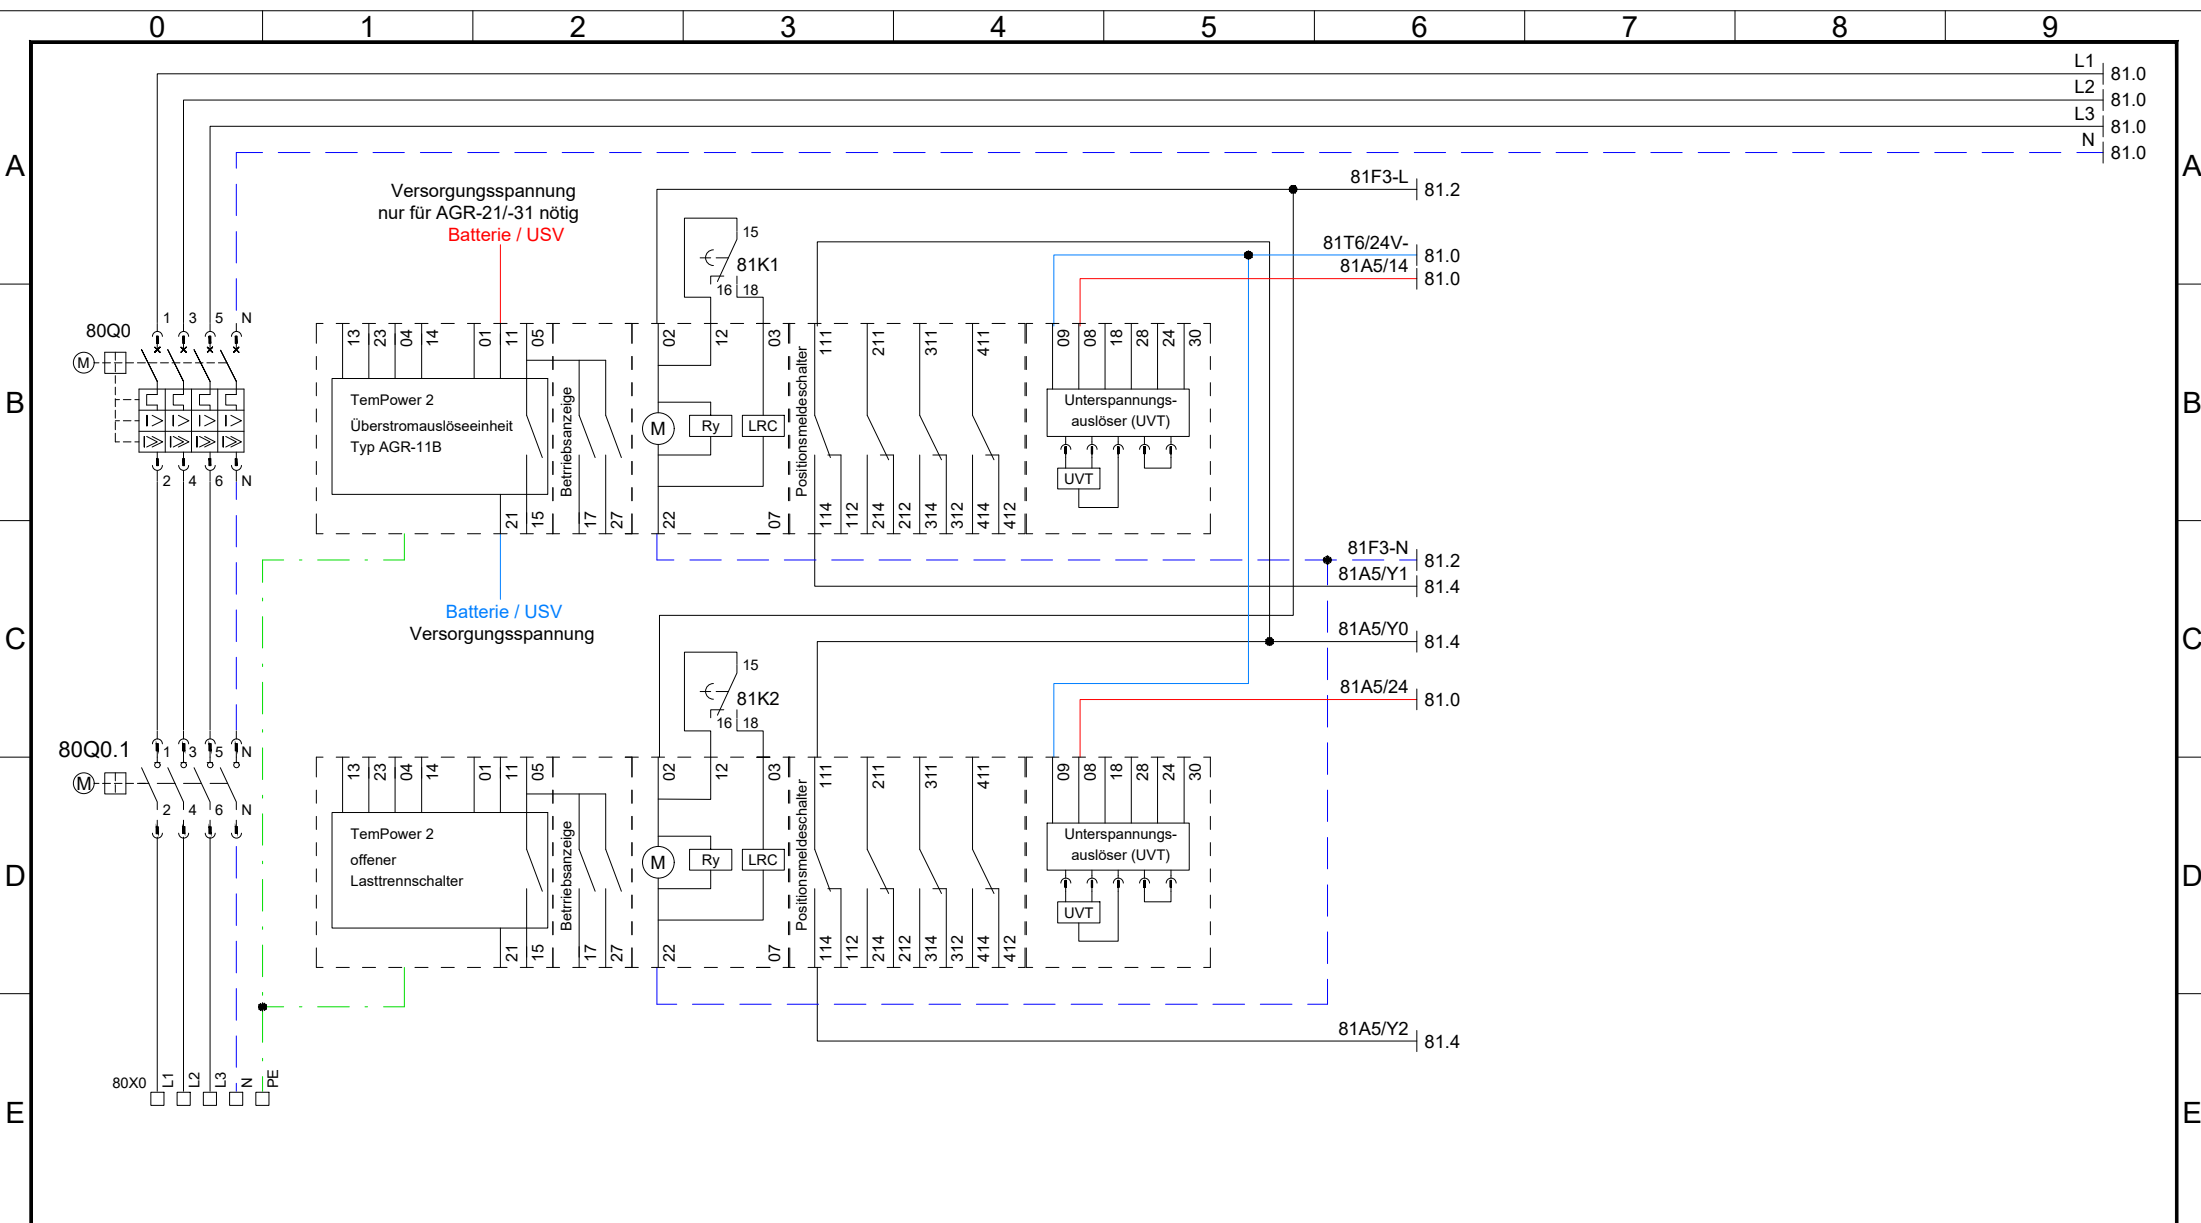 0 1 2 3 4 5 6 7 8 9
L1 81.0
L2 81.0
L3 81.0
N 81.0
A A
81F3-L 81.2
Versorgungsspannung
nur für AGR-21/-31 nötig
Batterie / USV
15
81K1
16 18
81T6/24V- 81.0
81A5/14 81.0
80Q0
1 3 5 N
M
I> I> I> I>
I≫ I≫ I≫ I≫
2 4 6 N
B B
13 23 04 14 01 11 05 02 12 03 111 211 311 411 09 08 18 28 24 30
TemPower 2
Überstromauslöseeinheit
Typ AGR-11B
Betrriebsanzeige
M Ry LRC
Positionsmeldeschalter
Unterspannungs-
auslöser (UVT)
UVT
21 15 17 27 22 07 114 112 214 212 314 312 414 412
81F3-N 81.2
81A5/Y1 81.4
Batterie / USV
Versorgungsspannung
C C
81A5/Y0 81.4
15
81K2
16 18
81A5/24 81.0
80Q0.1
1 3 5 N
M
2 4 6 N
13 23 04 14 01 11 05 02 12 03 111 211 311 411 09 08 18 28 24 30
TemPower 2
offener
Lasttrennschalter
Betrriebsanzeige
M Ry LRC
Positionsmeldeschalter
Unterspannungs-
auslöser (UVT)
UVT
D D
21 15 17 27 22 07 114 112 214 212 314 312 414 412
81A5/Y2 81.4
80X0 L1 L2 L3 N PE
E E